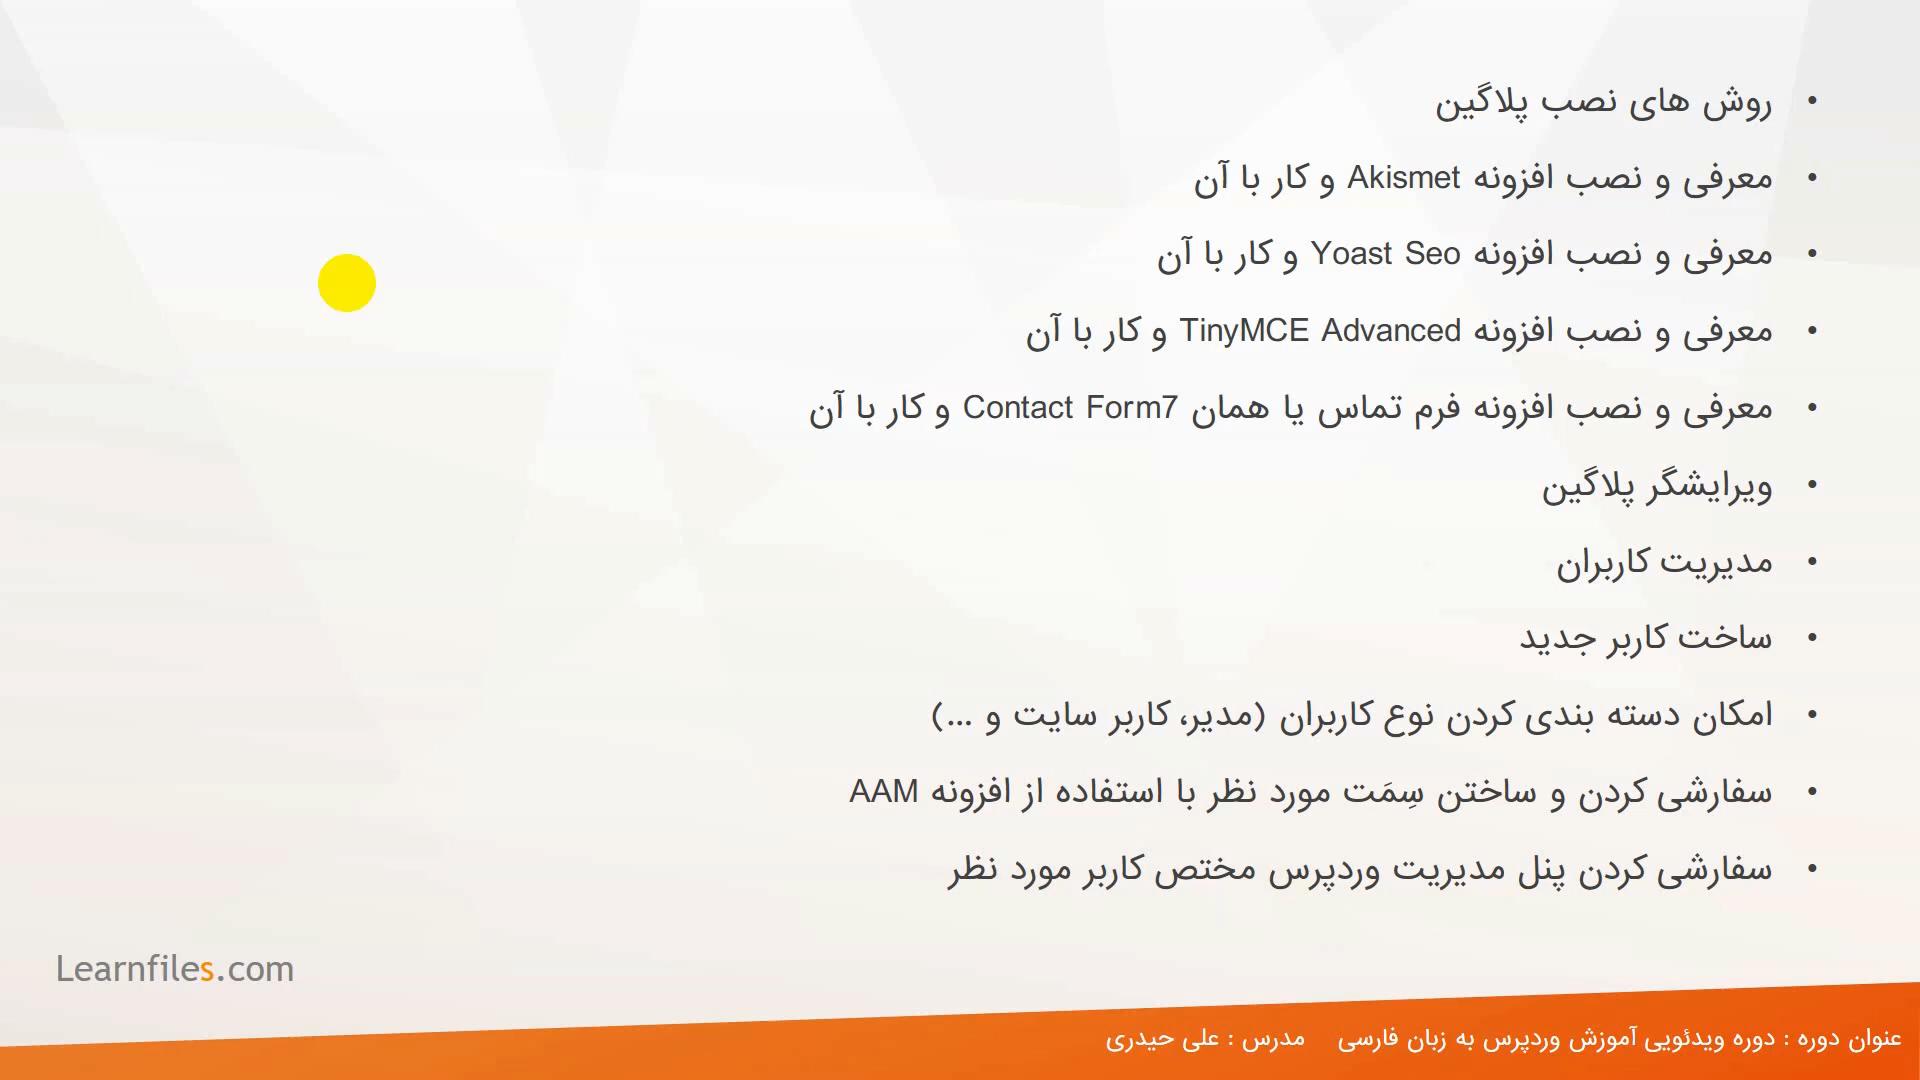 • روش های نصب پلاگین
• معرفی و نصب افزونه Akismet و کار با آن
• معرفی و نصب افزونه Yoast Seo و کار با آن
• معرفی و نصب افزونه TinyMCE Advanced و کار با آن
• معرفی و نصب افزونه فرم تماس یا همان Contact Form7 و کار با آن
• ویرایشگر پلاگین
• مدیریت کاربران
• ساخت کاربر جدید
• امکان دسته بندی کردن نوع کاربران (مدیر، کاربر سایت و ...)
• سفارشی کردن و ساختن سِمَت مورد نظر با استفاده از افزونه AAM
• سفارشی کردن پنل مدیریت وردپرس مختص کاربر مورد نظر
Learnfiles.com
عنوان دوره : دوره ویدئویی آموزش وردپرس به زبان فارسی مدرس : علی حیدری